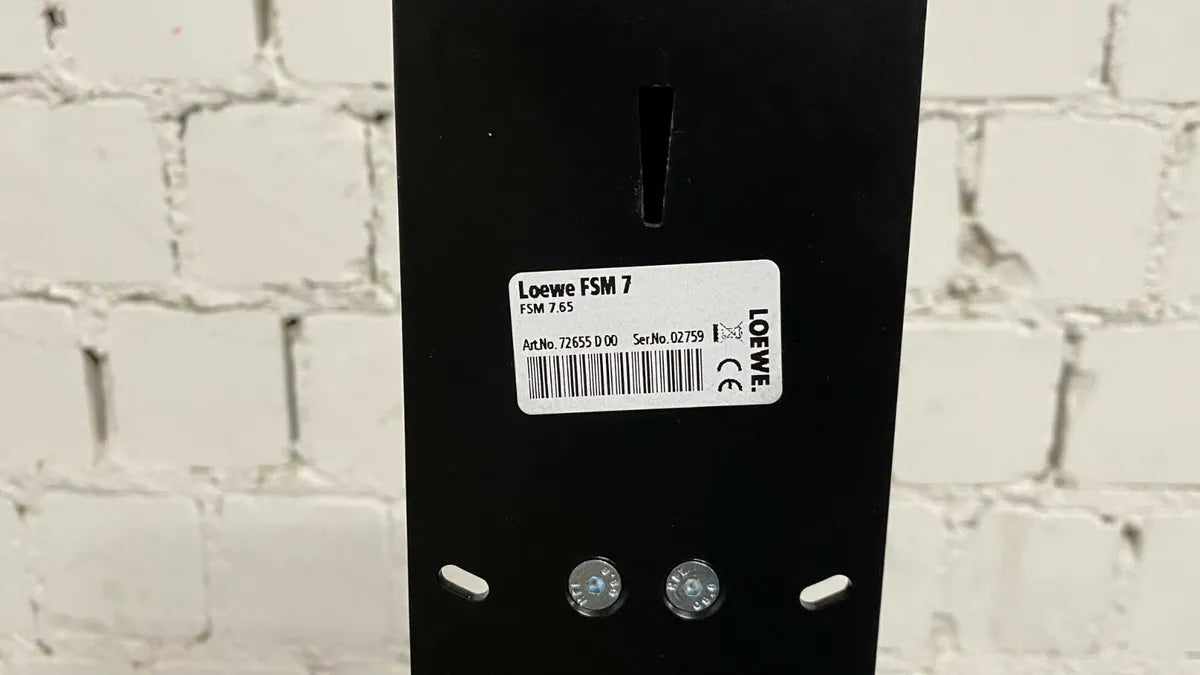 Loewe FSM 7
FSM 7.65
Art.No. 72655 D 00 Ser.No. 02759
LOEWE.
CE